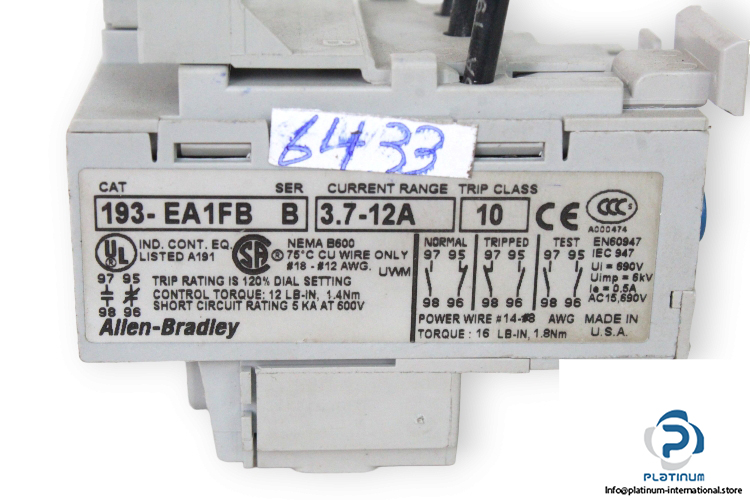 6433
CAT SER CURRENT RANGE TRIP CLASS
193- EA1FB B 3.7-12A 10 CE CCC S
A000474
UL IND. CONT. EQ. LISTED A191
SA NEMA B600
75°C CU WIRE ONLY
#18 - #12 AWG. UWM
97 95
98 96
TRIP RATING IS 120% DIAL SETTING
CONTROL TORQUE: 12 LB-IN, 1.4Nm
SHORT CIRCUIT RATING 5 KA AT 600V
Allen-Bradley
NORMAL TRIPPED TEST
97 95 97 95 97 95
98 96 98 96 98 96
POWER WIRE #14-#8 AWG
TORQUE : 16 LB-IN, 1.8Nm
EN60947
IEC 947
Ui = 690V
Uimp = 6kV
Ie = 0.5A
AC15,690V
MADE IN
U.S.A.
PLATINUM
Info@platinum-international.store